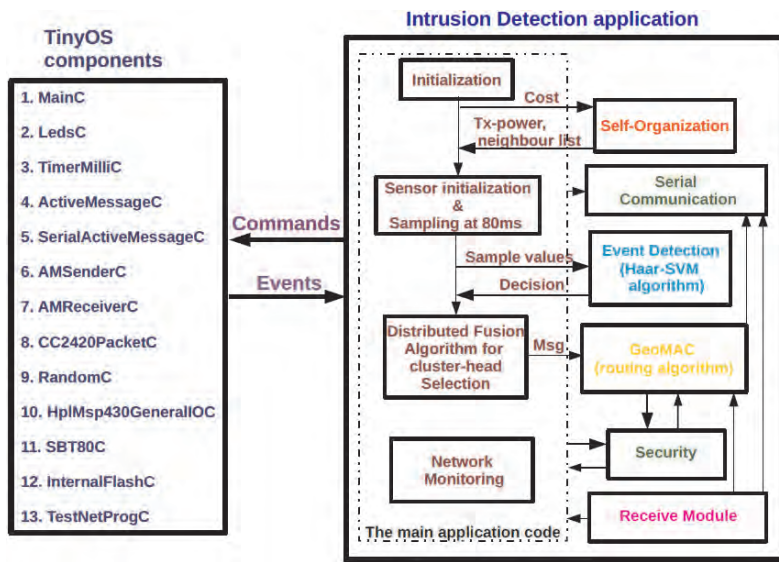 TinyOS
components
1. MainC
2. LedsC
3. TimerMilliC
4. ActiveMessageC
5. SerialActiveMessageC
6. AMSenderC
7. AMReceiverC
8. CC2420PacketC
9. RandomC
10. HplMsp430GeneralIOC
11. SBT80C
12. InternalFlashC
13. TestNetProgC
Commands
Events
Intrusion Detection application
Initialization
Cost
Tx-power,
neighbour list
Self-Organization
Sensor initialization
&
Sampling at 80ms
Serial
Communication
Sample values
Decision
Event Detection
(Haar-SVM
algorithm)
Distributed Fusion
Algorithm for
cluster-head
Selection
Msg
GeoMAC
(routing algorithm)
Network
Monitoring
Security
Receive Module
The main application code